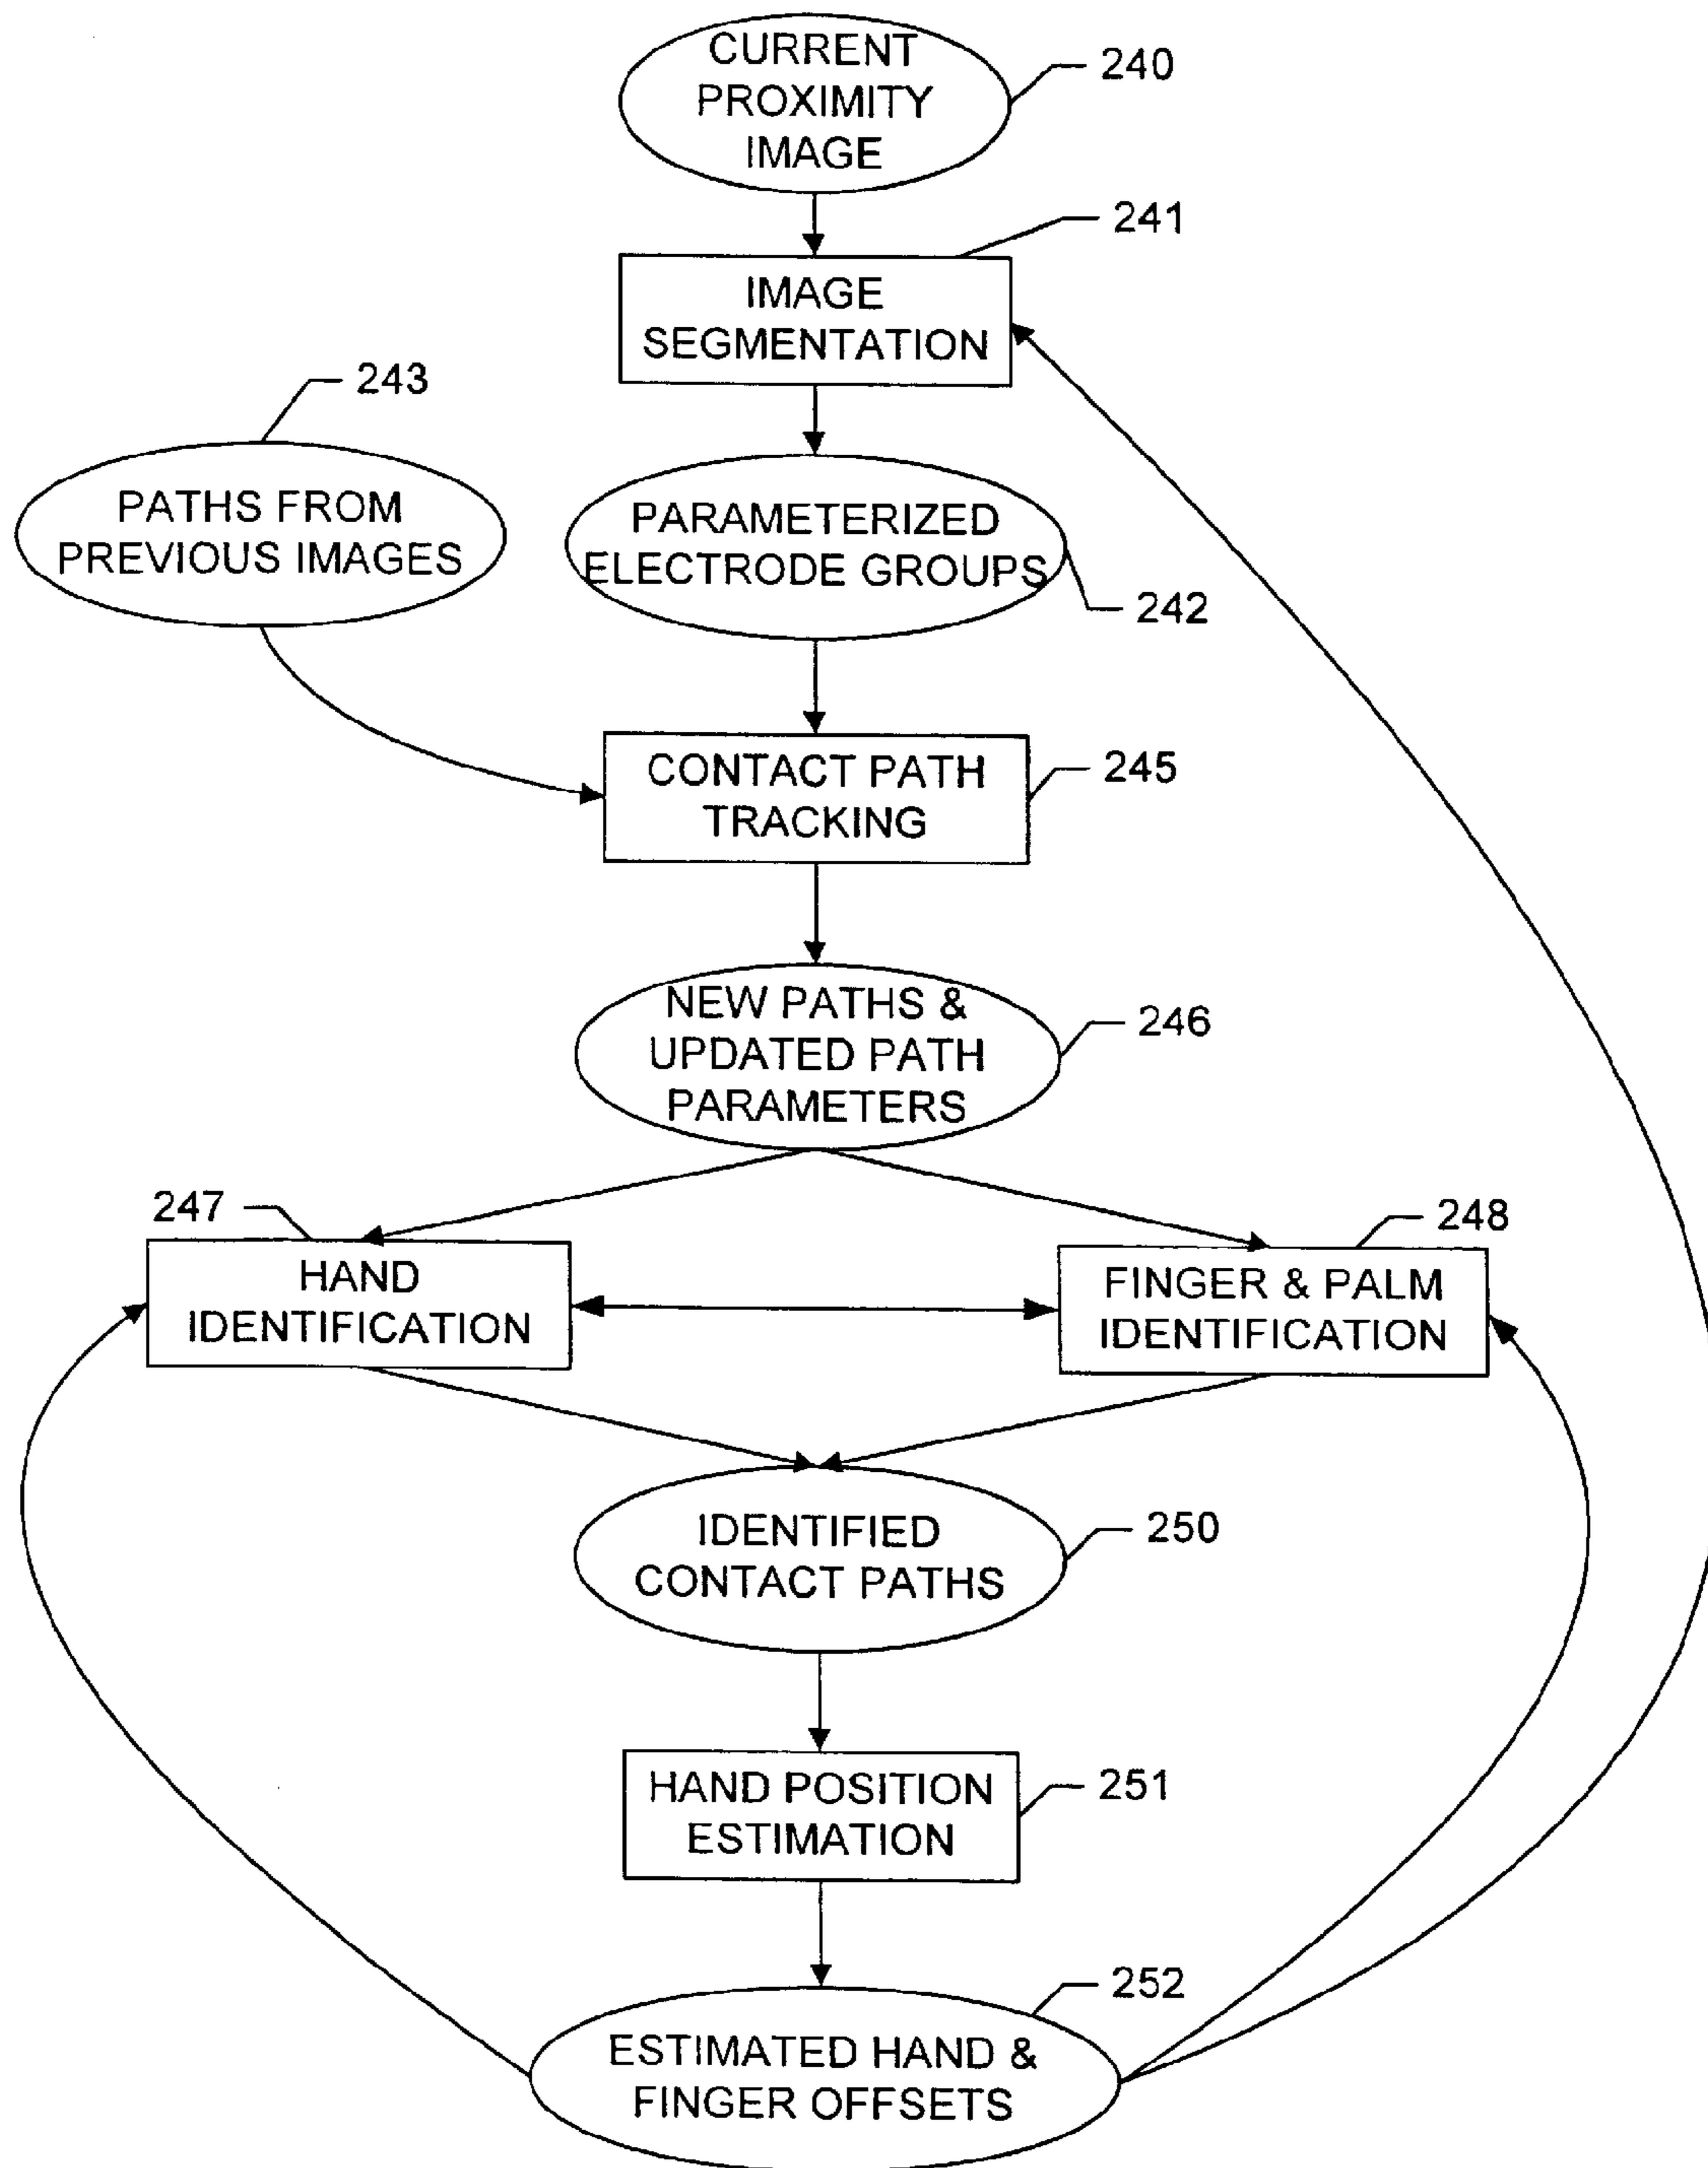 CURRENT
PROXIMITY
IMAGE
240
241
IMAGE
SEGMENTATION
243
PATHS FROM
PREVIOUS IMAGES
PARAMETERIZED
ELECTRODE GROUPS
242
CONTACT PATH
TRACKING
245
NEW PATHS &
UPDATED PATH
PARAMETERS
246
247
HAND
IDENTIFICATION
248
FINGER & PALM
IDENTIFICATION
IDENTIFIED
CONTACT PATHS
250
HAND POSITION
ESTIMATION
251
252
ESTIMATED HAND &
FINGER OFFSETS